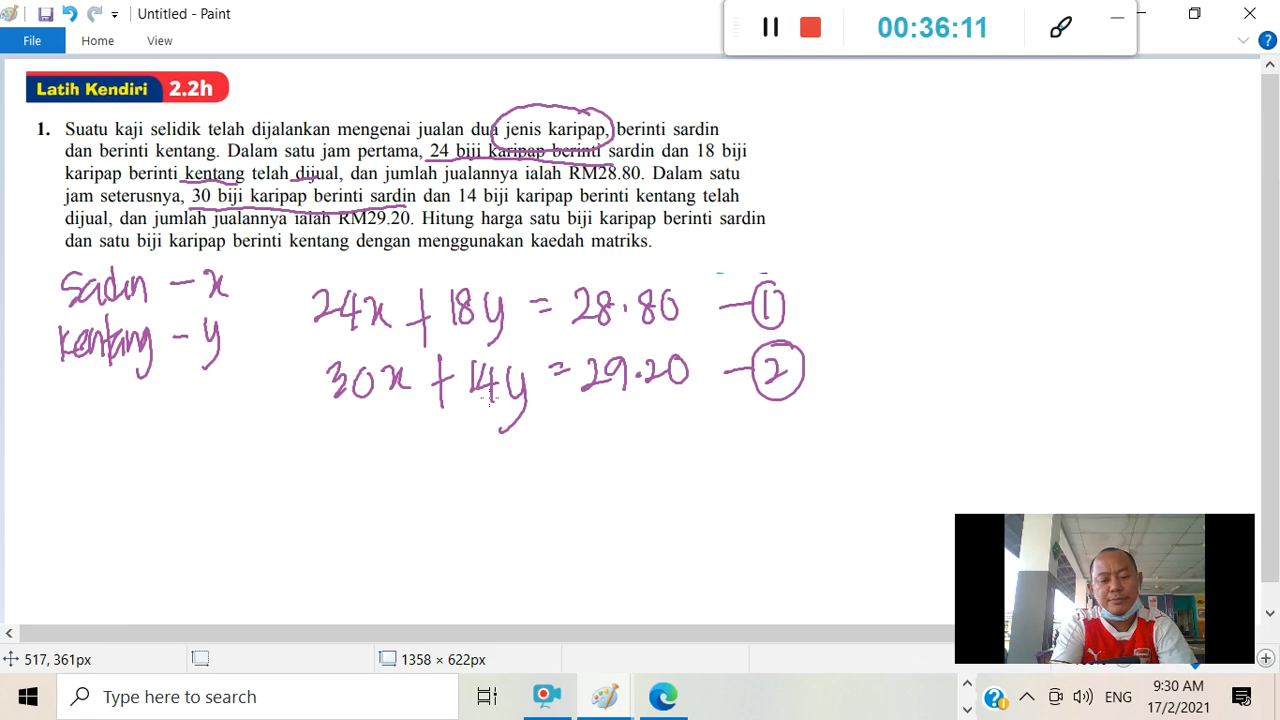 Untitled - Paint
00:36:11
File Home View
Latih Kendiri 2.2h
1. Suatu kaji selidik telah dijalankan mengenai jualan dua jenis karipap, berinti sardin
dan berinti kentang. Dalam satu jam pertama, 24 biji karipap berinti sardin dan 18 biji
karipap berinti kentang telah dijual, dan jumlah jualannya ialah RM28.80. Dalam satu
jam seterusnya, 30 biji karipap berinti sardin dan 14 biji karipap berinti kentang telah
dijual, dan jumlah jualannya ialah RM29.20. Hitung harga satu biji karipap berinti sardin
dan satu biji karipap berinti kentang dengan menggunakan kaedah matriks.
Sadin - x
kentang - y
24x + 18y = 28.80 - 1
30x + 14y = 29.20 - 2
517, 361px
1358 × 622px
Type here to search
ENG
9:30 AM
17/2/2021